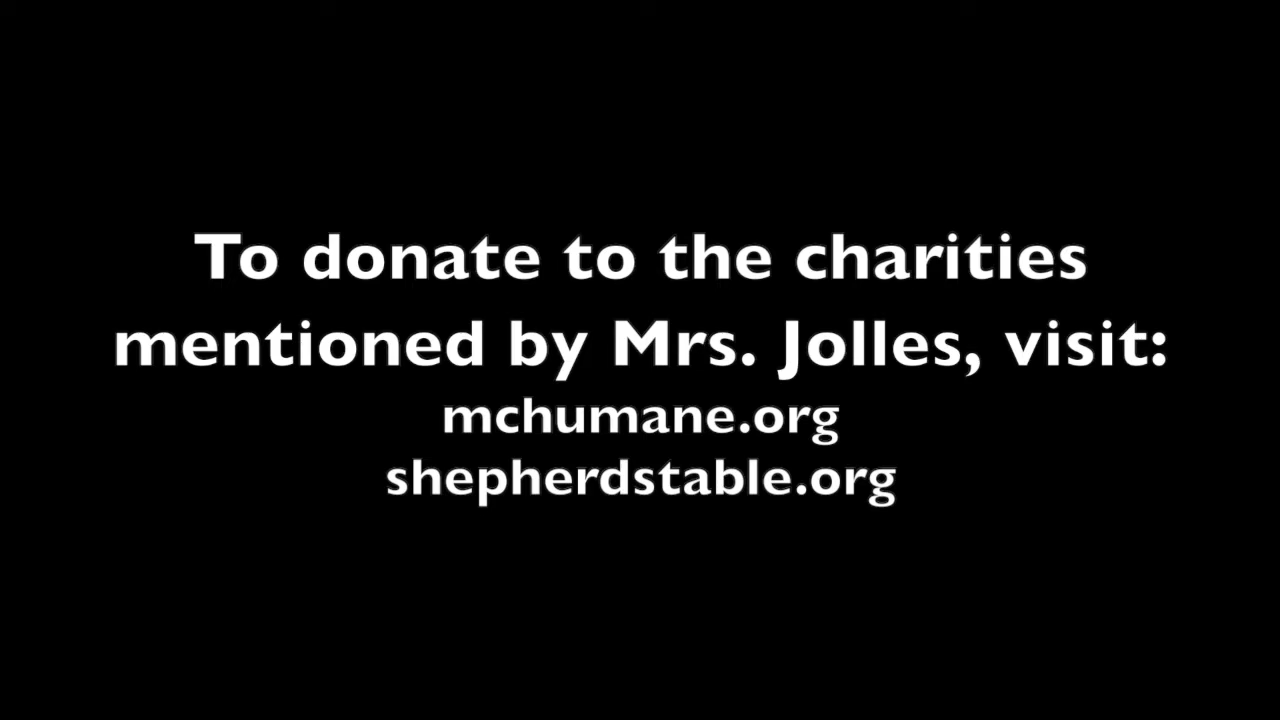 To donate to the charities
mentioned by Mrs. Jolles, visit:
mchumane.org
shepherdstable.org